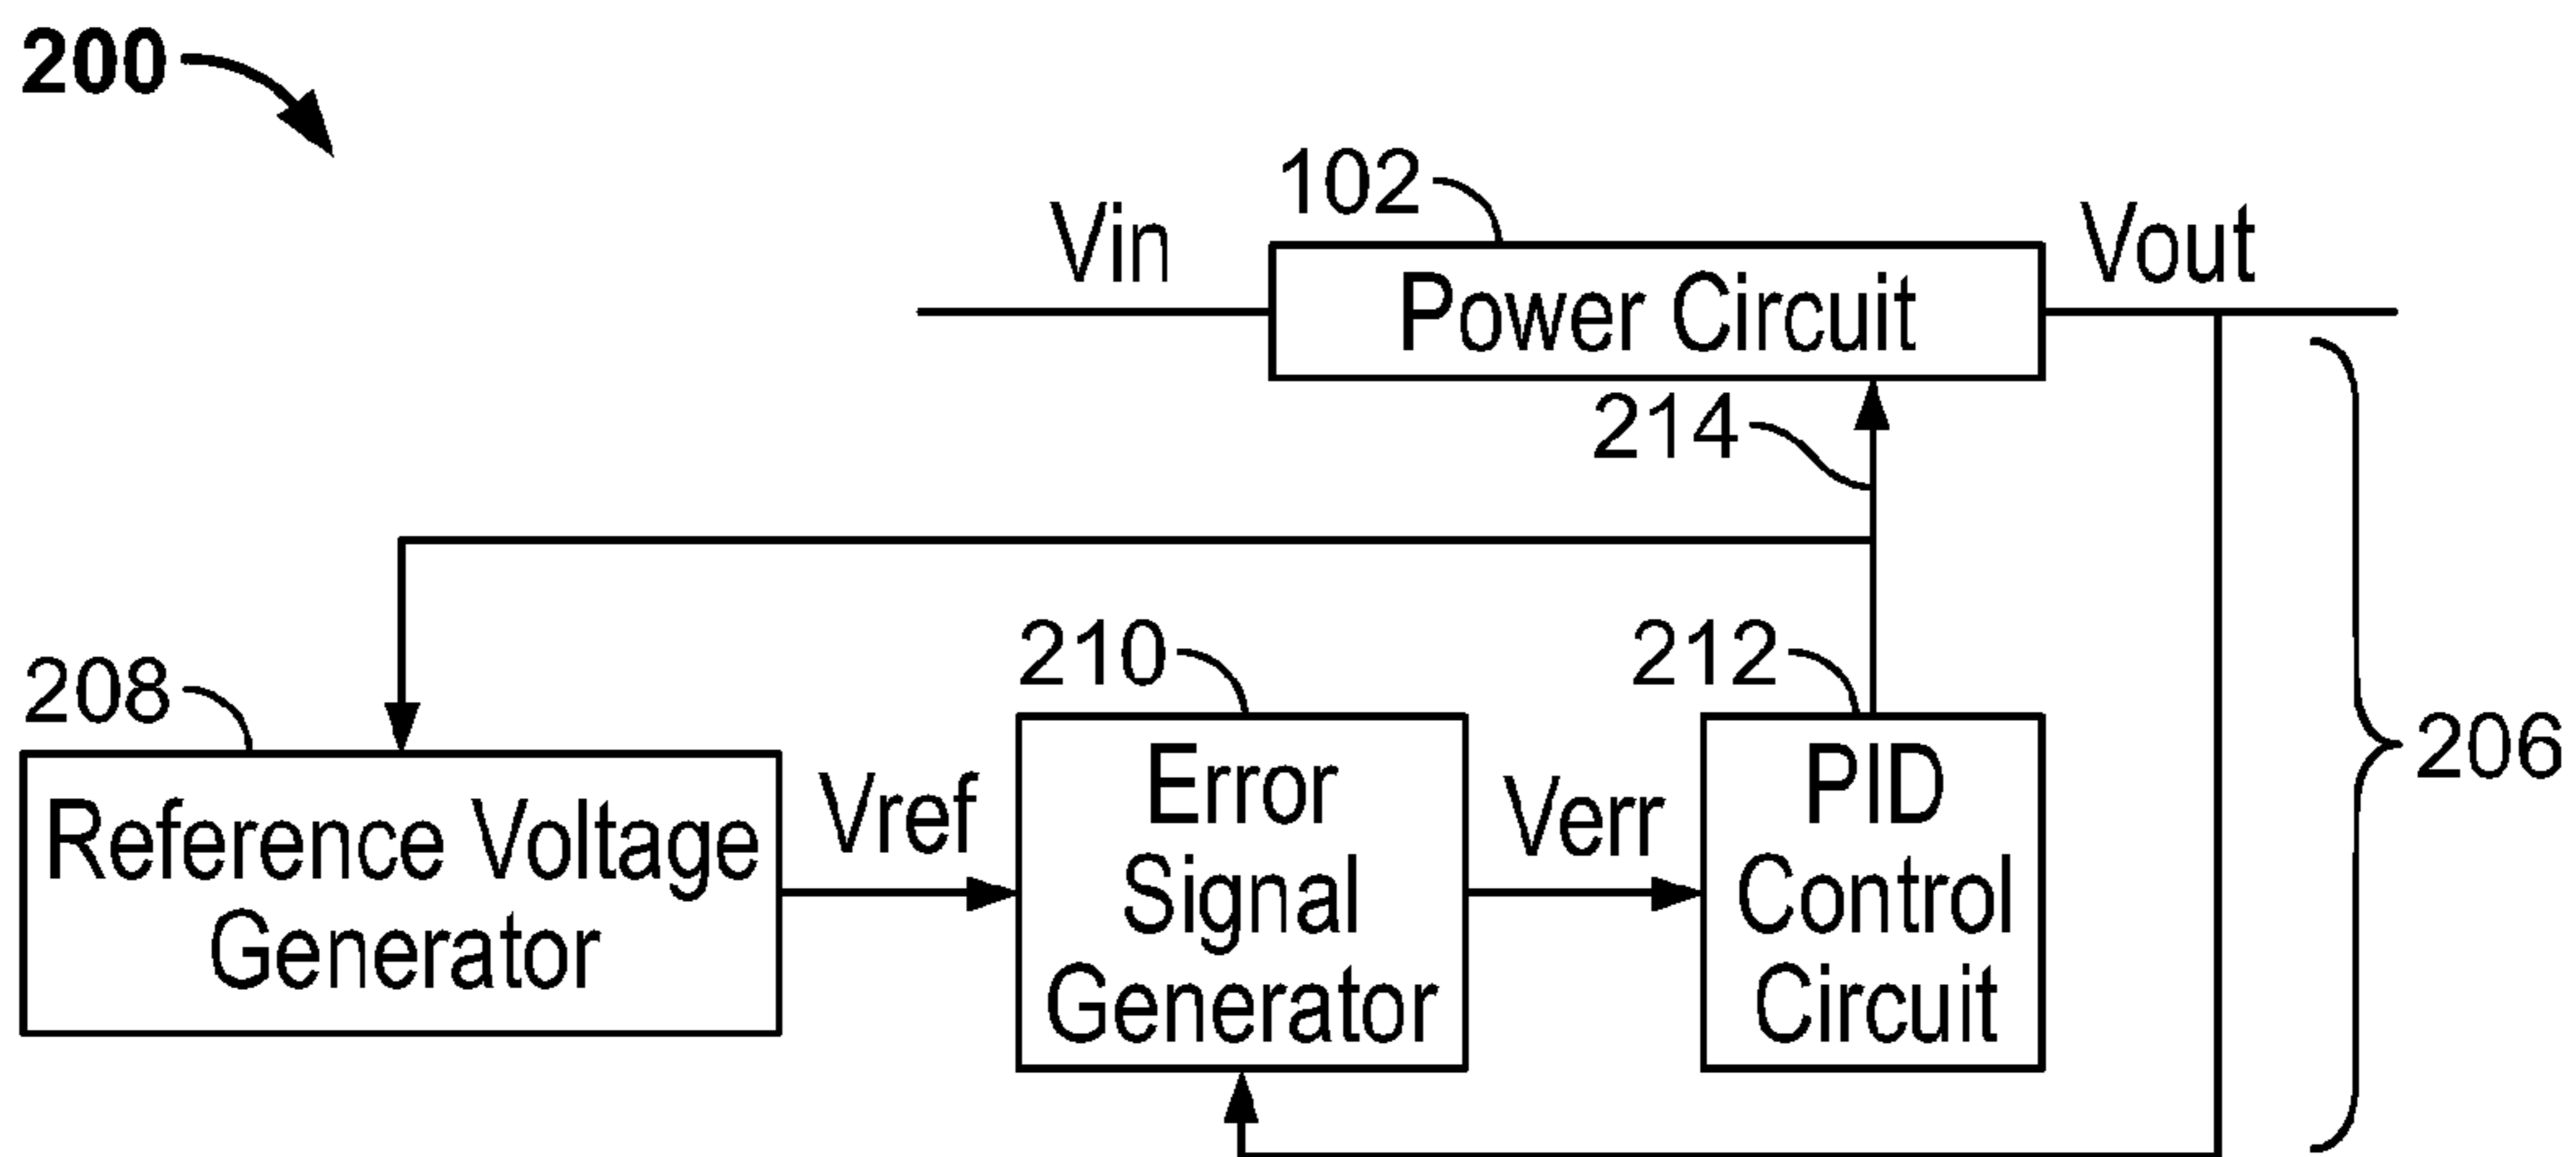 200
102
Vin
Vout
Power Circuit
214
208
210
212
206
Reference Voltage
Generator
Vref
Error
Signal
Generator
Verr
PID
Control
Circuit